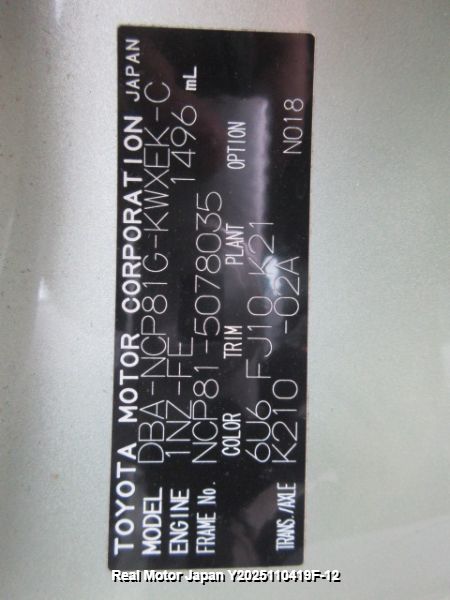 TOYOTA MOTOR CORPORATION JAPAN
MODEL DBA-NCP81G-KWXEK-C
ENGINE 1NZ-FE 1496 mL
FRAME No. NCP81-5078035
COLOR TRIM PLANT OPTION
6U6 FJ10 K21 N018
TRANS./AXLE K210 -02A
Real Motor Japan Y2025110419F-12